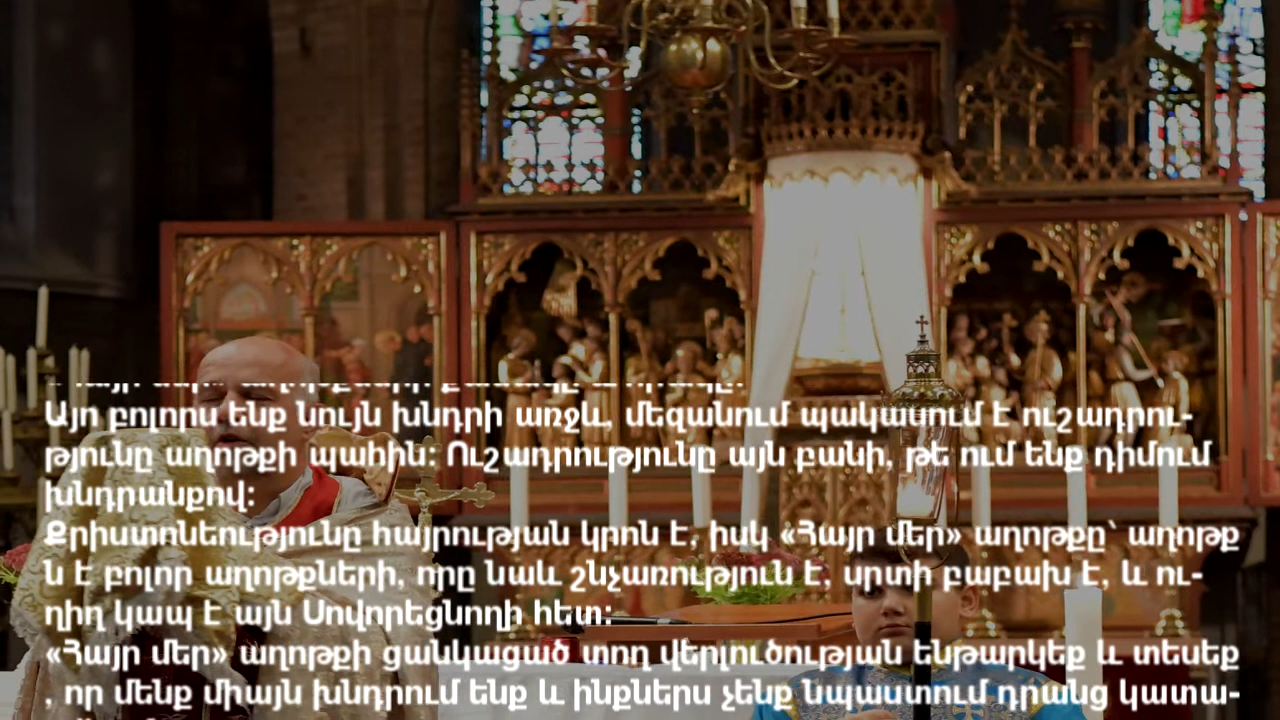 Այո բոլորս ենք նույն խնդրի առջև, մեզանում պակասում է ուշադրու-
թյունը աղոթքի պահին: Ուշադրությունը այն բանի, թե ում ենք դիմում
խնդրանքով:
Քրիստոնեությունը հայրության կրոն է, իսկ «Հայր մեր» աղոթքը՝ աղոթք
ն է բոլոր աղոթքների, որը նաև շնչառություն է, սրտի բաբախ է, և ու-
ղիղ կապ է այն Սովորեցնողի հետ:
«Հայր մեր» աղոթքի ցանկացած տող վերլուծության ենթարկեք և տեսեք
, որ մենք միայն խնդրում ենք և ինքներս չենք նպաստում դրանց կատա-